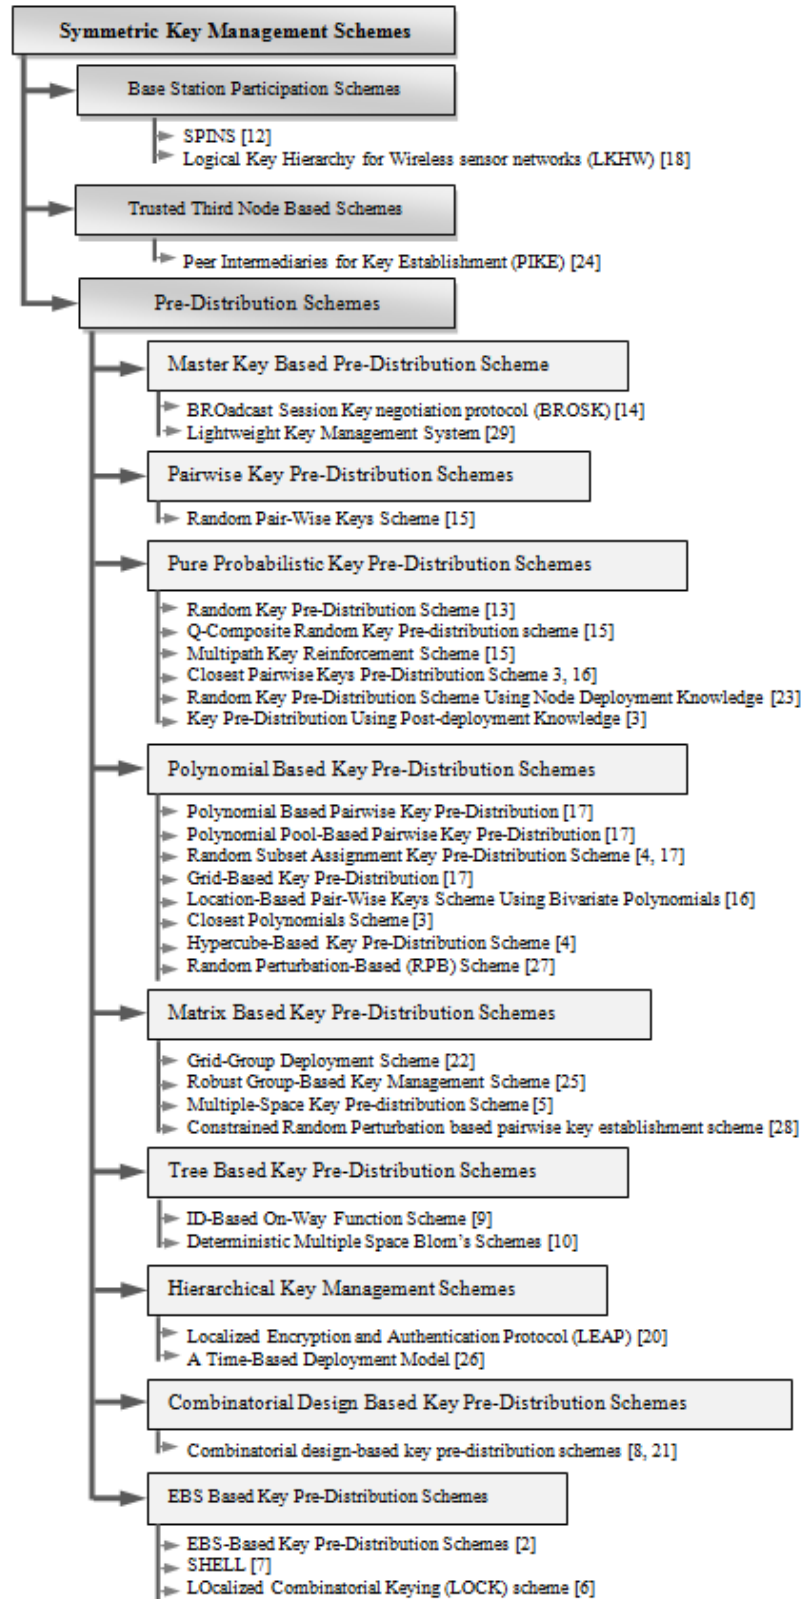 Symmetric Key Management Schemes
Base Station Participation Schemes
SPINS [12]
Logical Key Hierarchy for Wireless sensor networks (LKHW) [18]
Trusted Third Node Based Schemes
Peer Intermediaries for Key Establishment (PIKE) [24]
Pre-Distribution Schemes
Master Key Based Pre-Distribution Scheme
BROadcast Session Key negotiation protocol (BROSK) [14]
Lightweight Key Management System [29]
Pairwise Key Pre-Distribution Schemes
Random Pair-Wise Keys Scheme [15]
Pure Probabilistic Key Pre-Distribution Schemes
Random Key Pre-Distribution Scheme [13]
Q-Composite Random Key Pre-distribution scheme [15]
Multipath Key Reinforcement Scheme [15]
Closest Pairwise Keys Pre-Distribution Scheme 3, 16]
Random Key Pre-Distribution Scheme Using Node Deployment Knowledge [23]
Key Pre-Distribution Using Post-deployment Knowledge [3]
Polynomial Based Key Pre-Distribution Schemes
Polynomial Based Pairwise Key Pre-Distribution [17]
Polynomial Pool-Based Pairwise Key Pre-Distribution [17]
Random Subset Assignment Key Pre-Distribution Scheme [4, 17]
Grid-Based Key Pre-Distribution [17]
Location-Based Pair-Wise Keys Scheme Using Bivariate Polynomials [16]
Closest Polynomials Scheme [3]
Hypercube-Based Key Pre-Distribution Scheme [4]
Random Perturbation-Based (RPB) Scheme [27]
Matrix Based Key Pre-Distribution Schemes
Grid-Group Deployment Scheme [22]
Robust Group-Based Key Management Scheme [25]
Multiple-Space Key Pre-distribution Scheme [5]
Constrained Random Perturbation based pairwise key establishment scheme [28]
Tree Based Key Pre-Distribution Schemes
ID-Based On-Way Function Scheme [9]
Deterministic Multiple Space Blom's Schemes [10]
Hierarchical Key Management Schemes
Localized Encryption and Authentication Protocol (LEAP) [20]
A Time-Based Deployment Model [26]
Combinatorial Design Based Key Pre-Distribution Schemes
Combinatorial design-based key pre-distribution schemes [8, 21]
EBS Based Key Pre-Distribution Schemes
EBS-Based Key Pre-Distribution Schemes [2]
SHELL [7]
LOcalized Combinatorial Keying (LOCK) scheme [6]